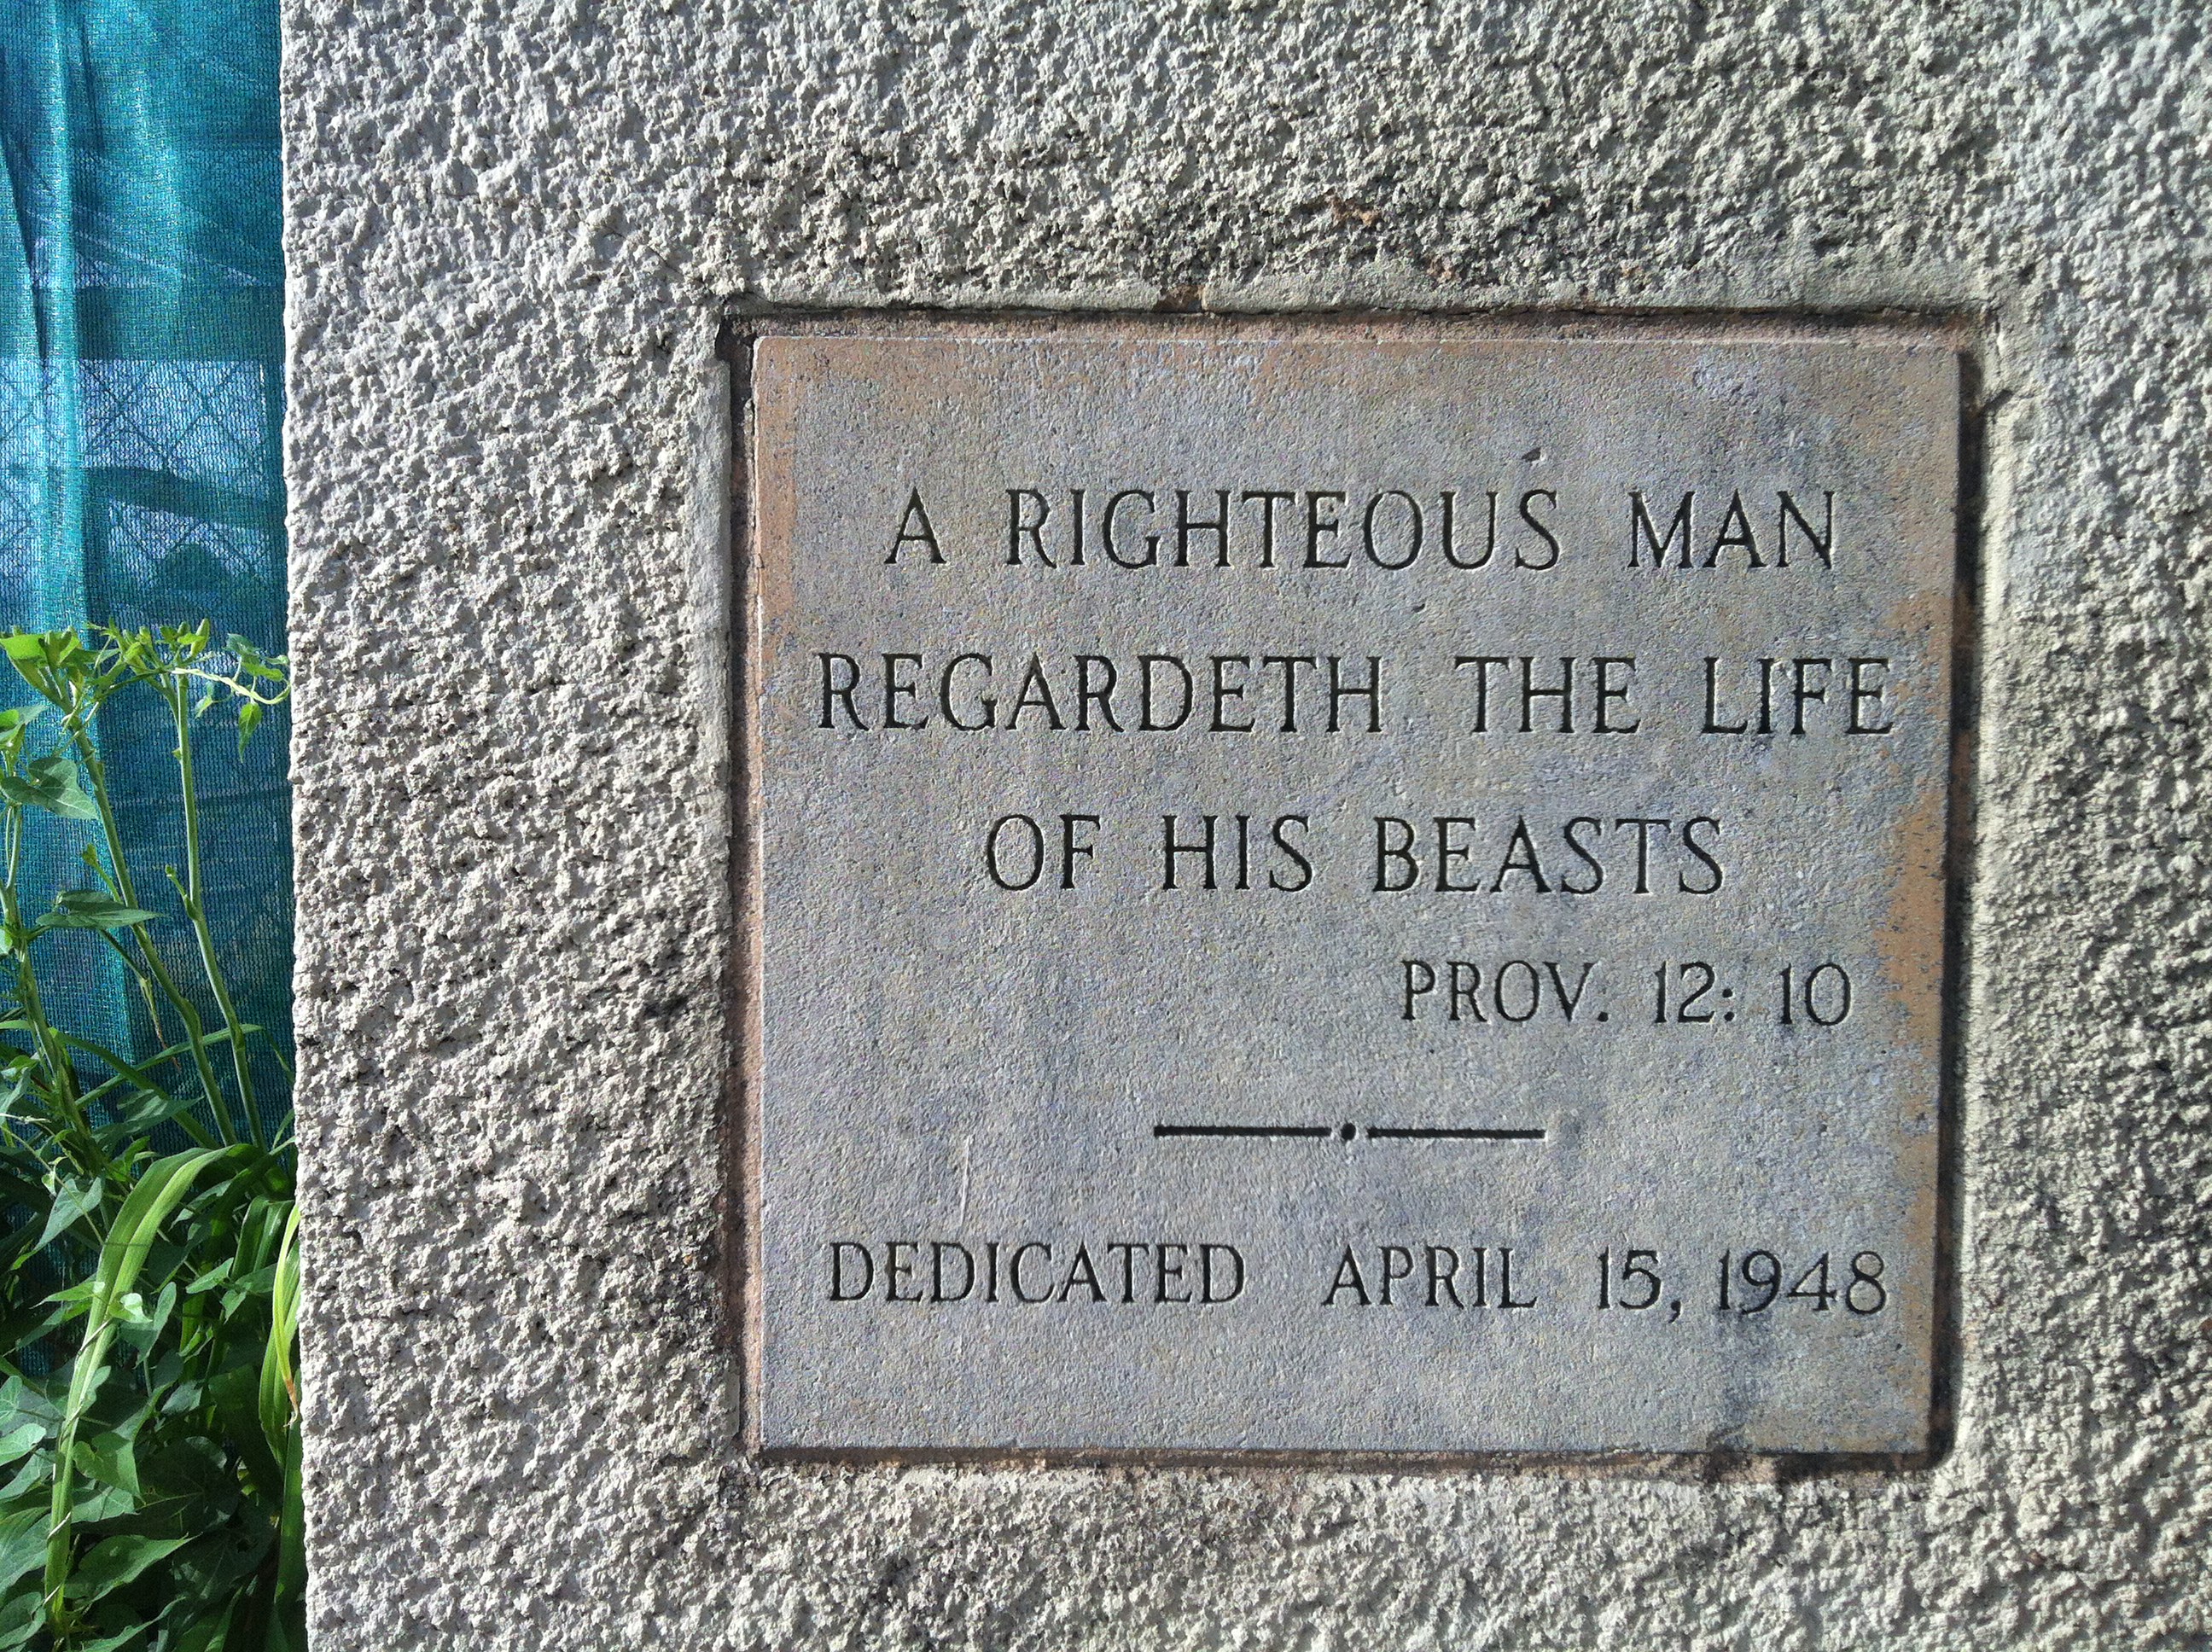 A RIGHTEOUS MAN
REGARDETH THE LIFE
OF HIS BEASTS
PROV. 12: 10
DEDICATED APRIL 15, 1948